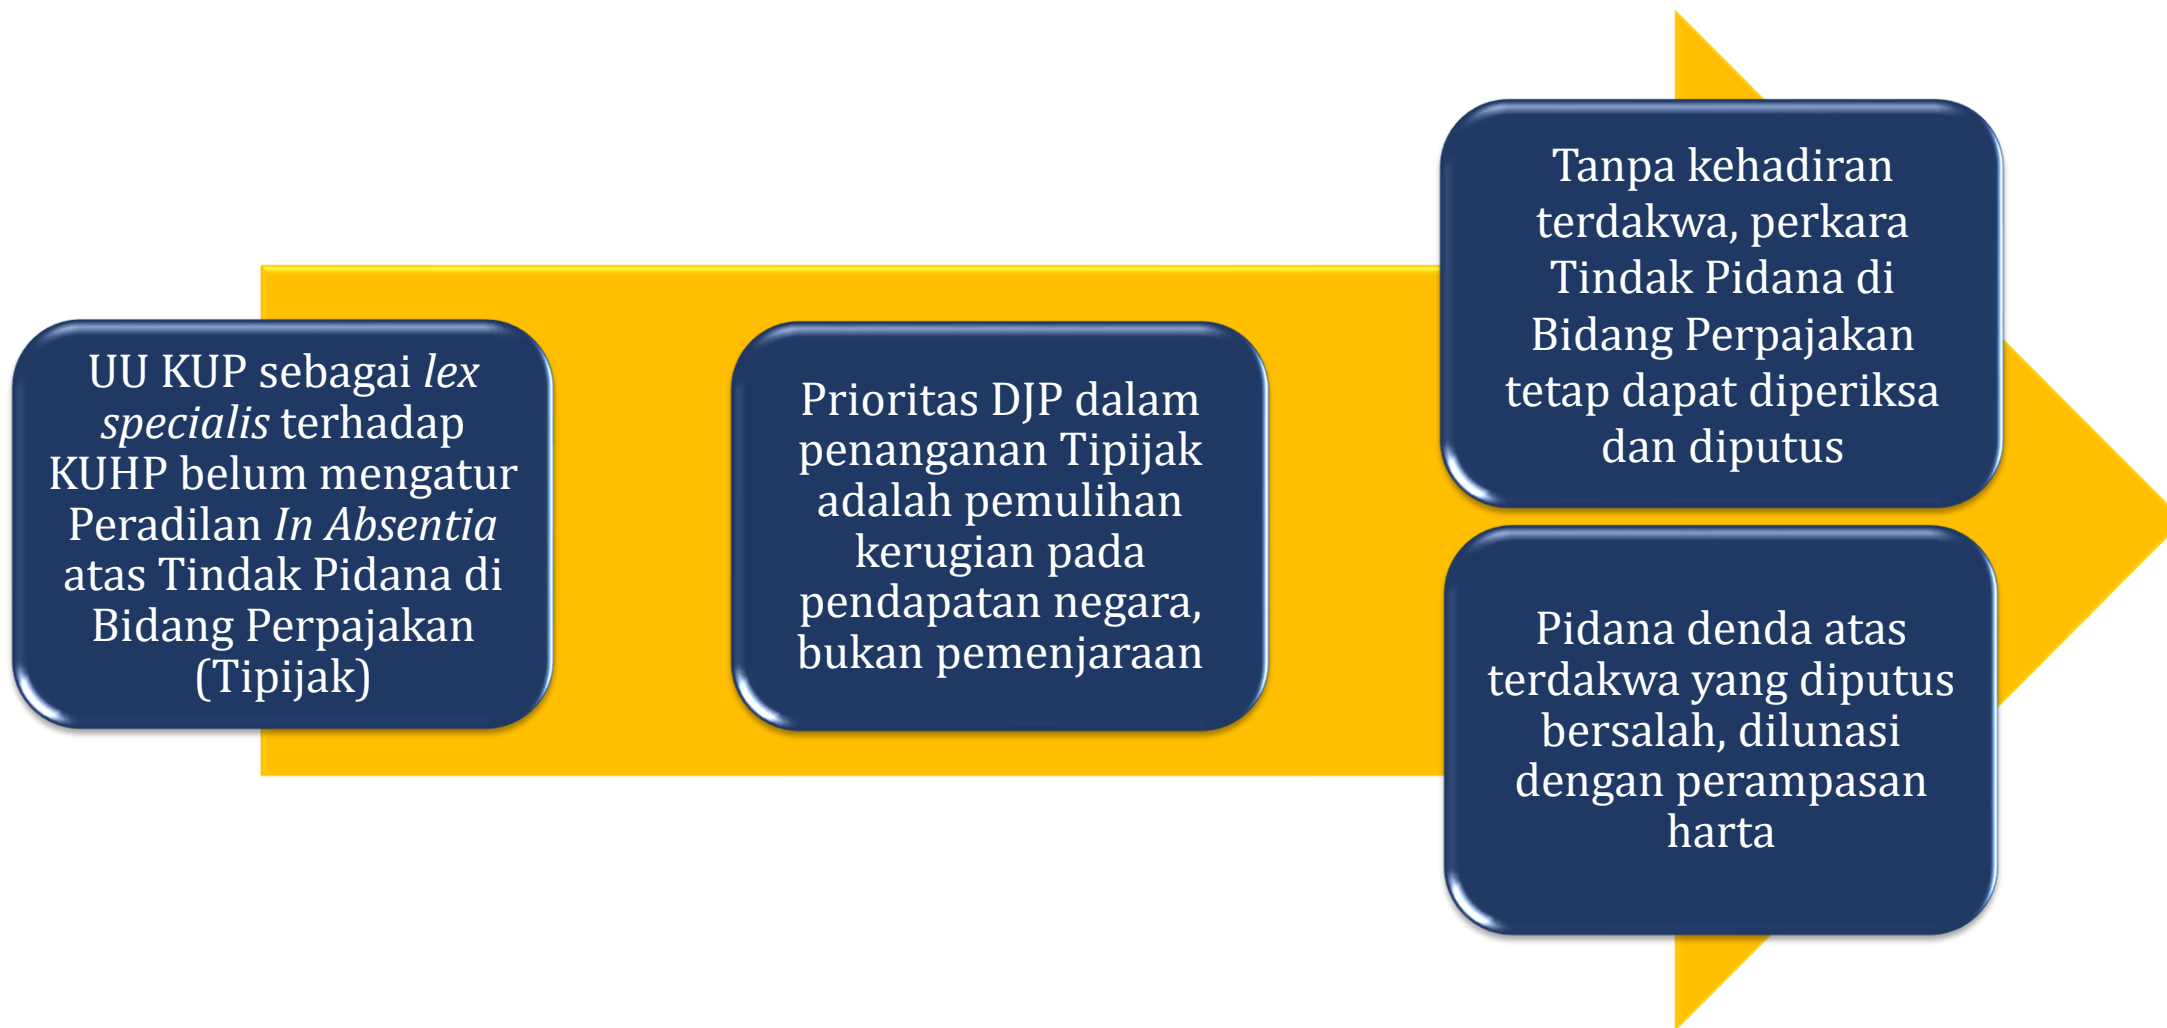 UU KUP sebagai lex
specialis terhadap
KUHP belum mengatur
Peradilan In Absentia
atas Tindak Pidana di
Bidang Perpajakan
(Tipijak)
Prioritas DJP dalam
penanganan Tipijak
adalah pemulihan
kerugian pada
pendapatan negara,
bukan pemenjaraan
Tanpa kehadiran
terdakwa, perkara
Tindak Pidana di
Bidang Perpajakan
tetap dapat diperiksa
dan diputus
Pidana denda atas
terdakwa yang diputus
bersalah, dilunasi
dengan perampasan
harta